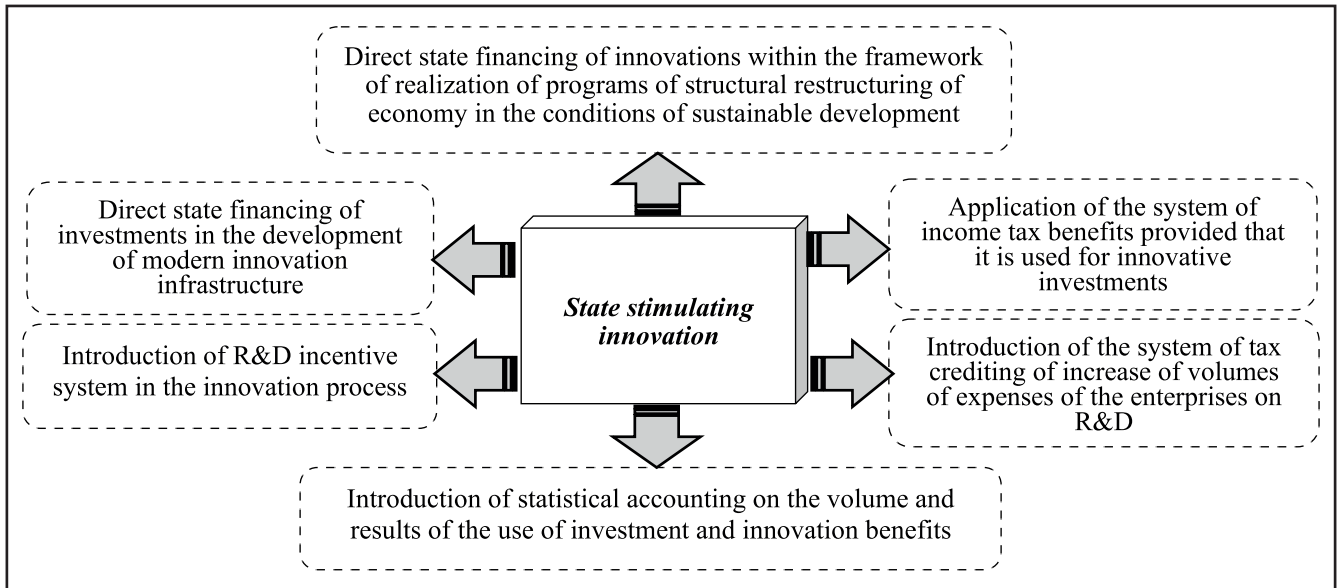 Direct state financing of innovations within the framework
of realization of programs of structural restructuring of
economy in the conditions of sustainable development
Direct state financing of
investments in the development
of modern innovation
infrastructure
Application of the system of
income tax benefits provided that
it is used for innovative
investments
State stimulating
innovation
Introduction of R&D incentive
system in the innovation process
Introduction of the system of tax
crediting of increase of volumes
of expenses of the enterprises on
R&D
Introduction of statistical accounting on the volume and
results of the use of investment and innovation benefits